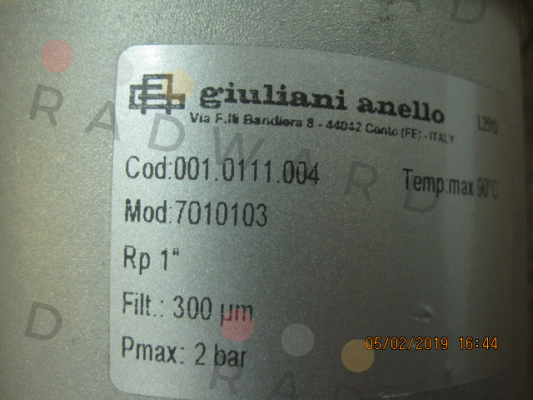 giuliani anello
Via F.lli Bandiera 8 - 44042 Cento (FE) - ITALY
Cod:001.0111.004 Temp:max 90°C
Mod:7010103
Rp 1"
Filt.: 300 µm
Pmax: 2 bar
05/02/2019 16:44
RADWARD